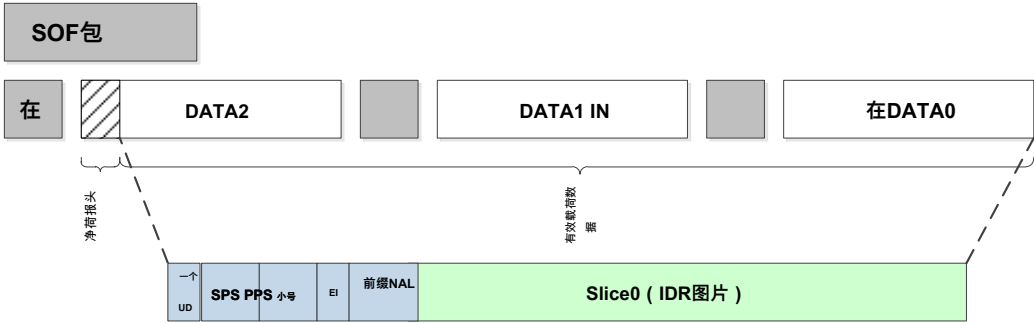 SOF包
在
DATA2
DATA1 IN
在DATA0
净荷报头
有效载荷数
据
一个
UD
SPS PPS 小号
EI
前缀NAL
Slice0（IDR图片）